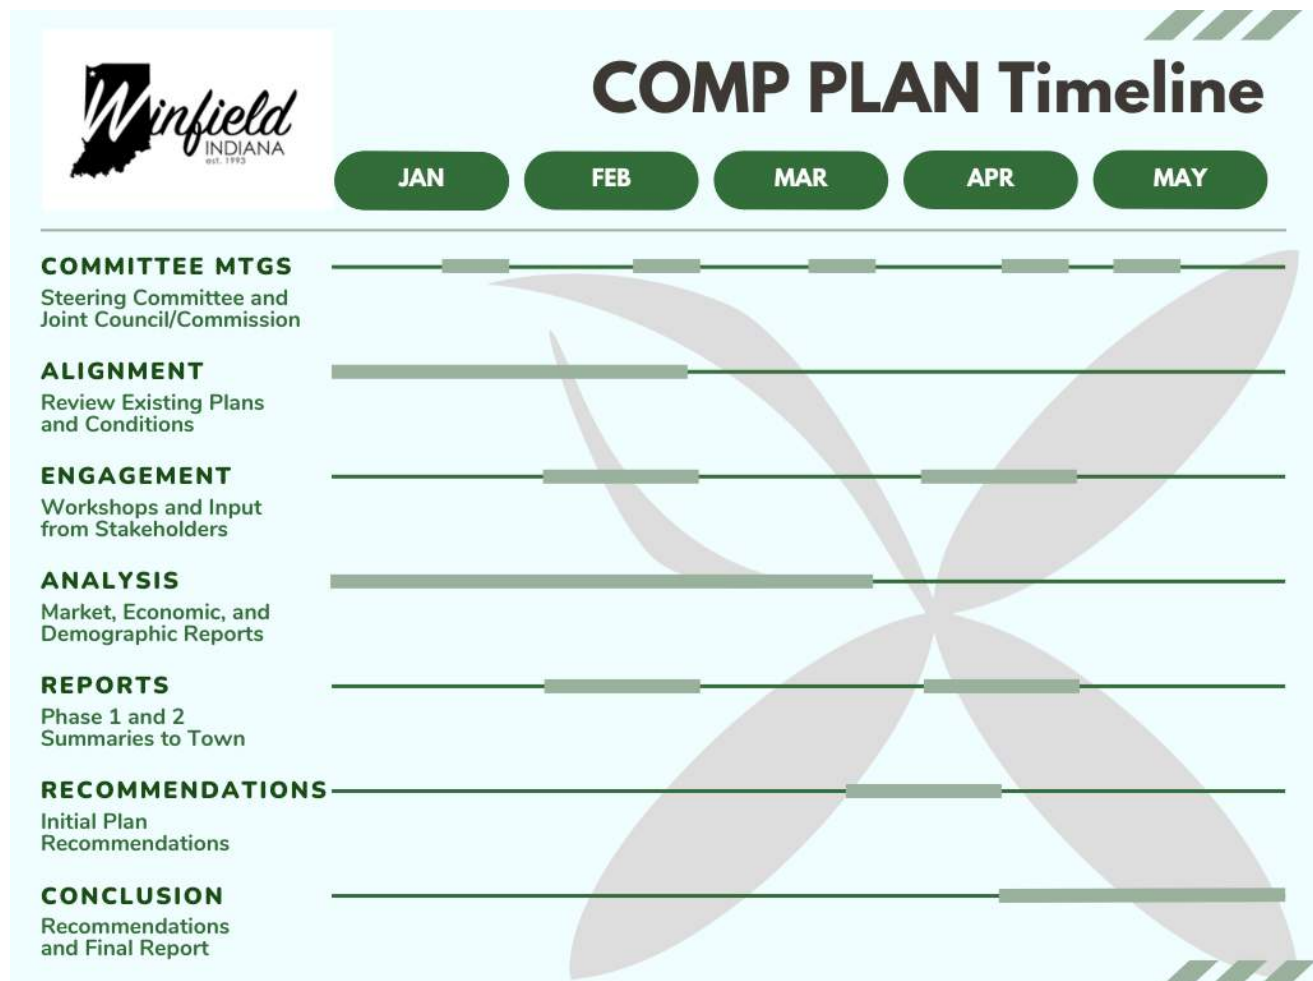 Winfield
INDIANA
est. 1993
COMP PLAN Timeline
JAN FEB MAR APR MAY
COMMITTEE MTGS
Steering Committee and
Joint Council/Commission
ALIGNMENT
Review Existing Plans
and Conditions
ENGAGEMENT
Workshops and Input
from Stakeholders
ANALYSIS
Market, Economic, and
Demographic Reports
REPORTS
Phase 1 and 2
Summaries to Town
RECOMMENDATIONS
Initial Plan
Recommendations
CONCLUSION
Recommendations
and Final Report